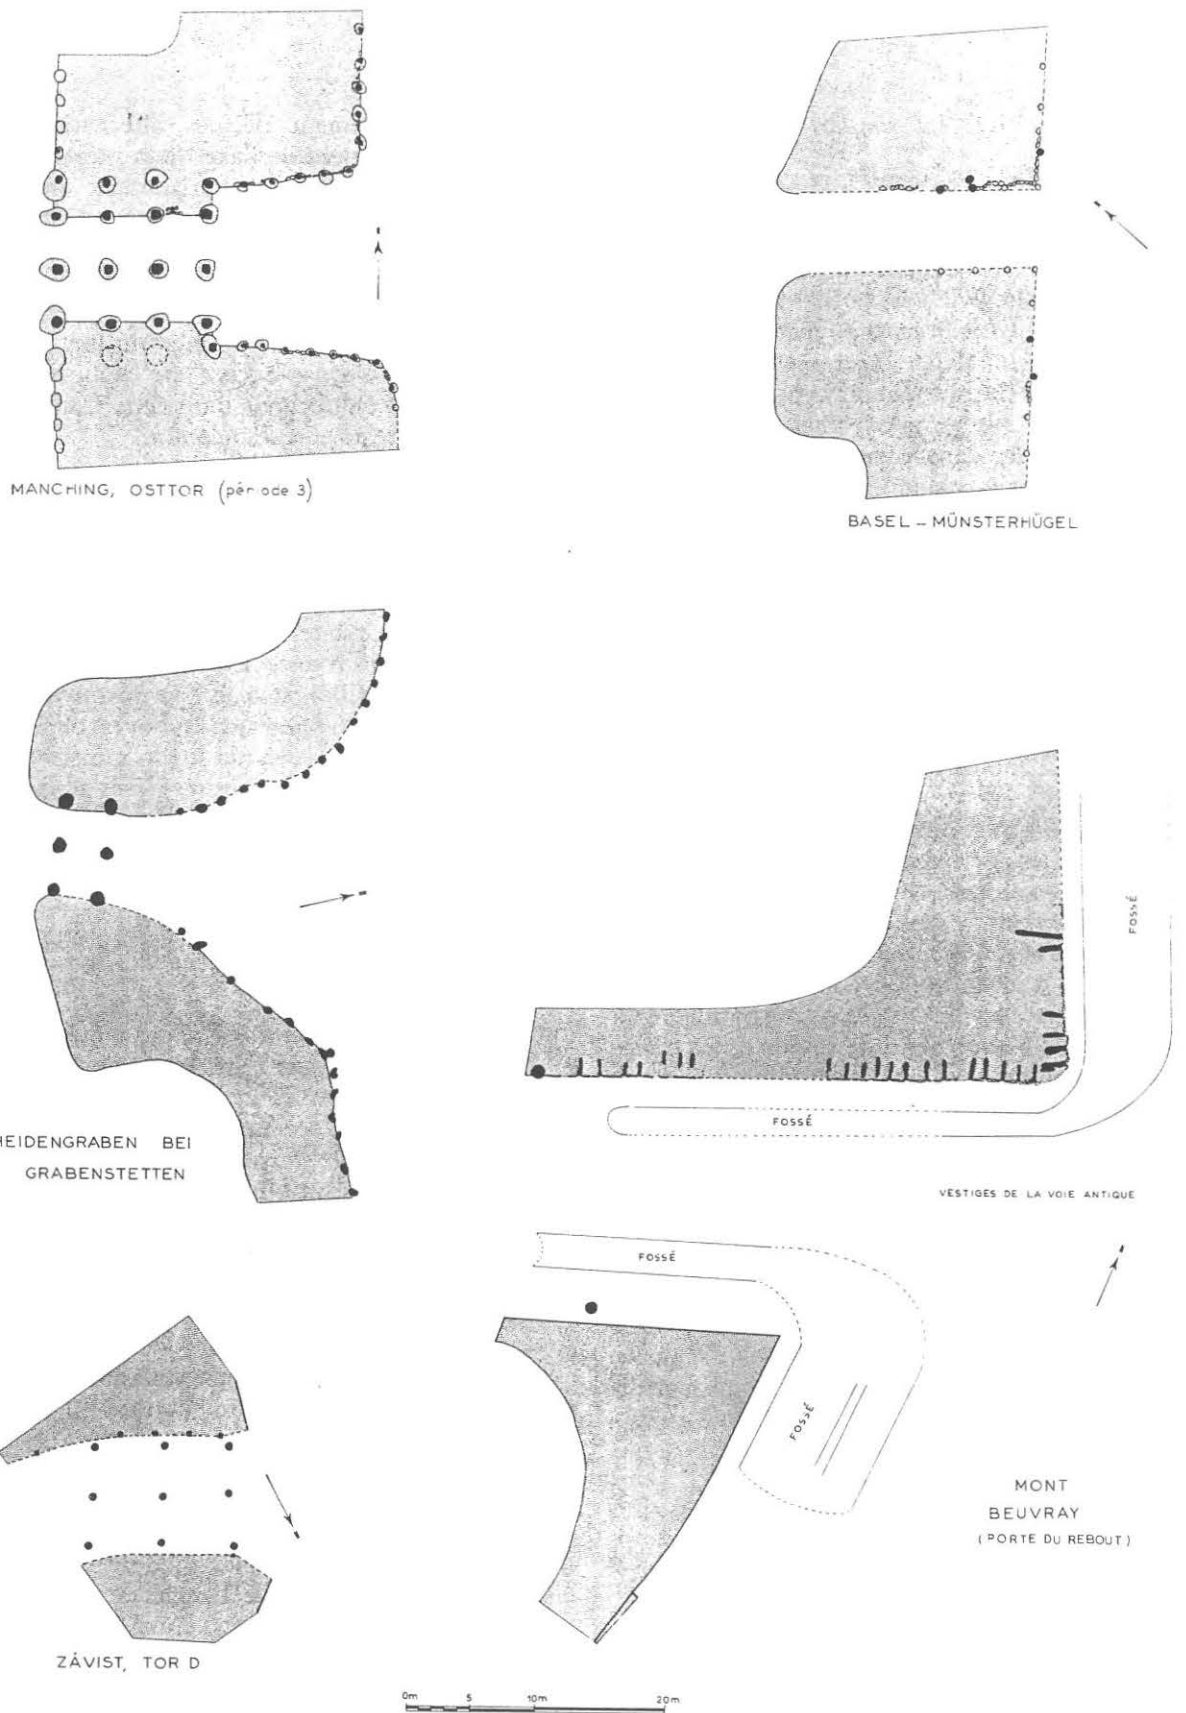 MANCHING, OSTTOR (période 3)
BASEL – MÜNSTERHÜGEL
FOSSÉ
HEIDENGRABEN BEI
GRABENSTETTEN
FOSSÉ
VESTIGES DE LA VOIE ANTIQUE
FOSSÉ
FOSSÉ
MONT
BEUVRAY
(PORTE DU REBOUT)
ZÁVIST, TOR D
0m 5 10m 20m